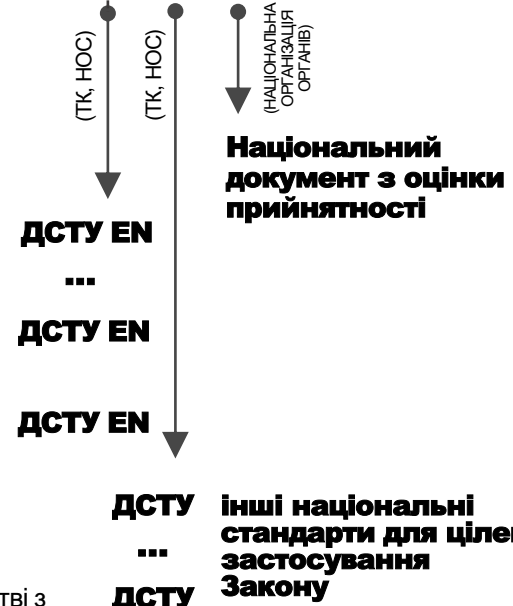 (ТК, НОС)
(ТК, НОС)
(НАЦІОНАЛЬНА
ОРГАНІЗАЦІЯ
ОРГАНІВ)
Національний
документ з оцінки
прийнятності
ДСТУ EN
...
ДСТУ EN
ДСТУ EN
ДСТУ інші національні
стандарти для
... застосування
ДСТУ Закону
з